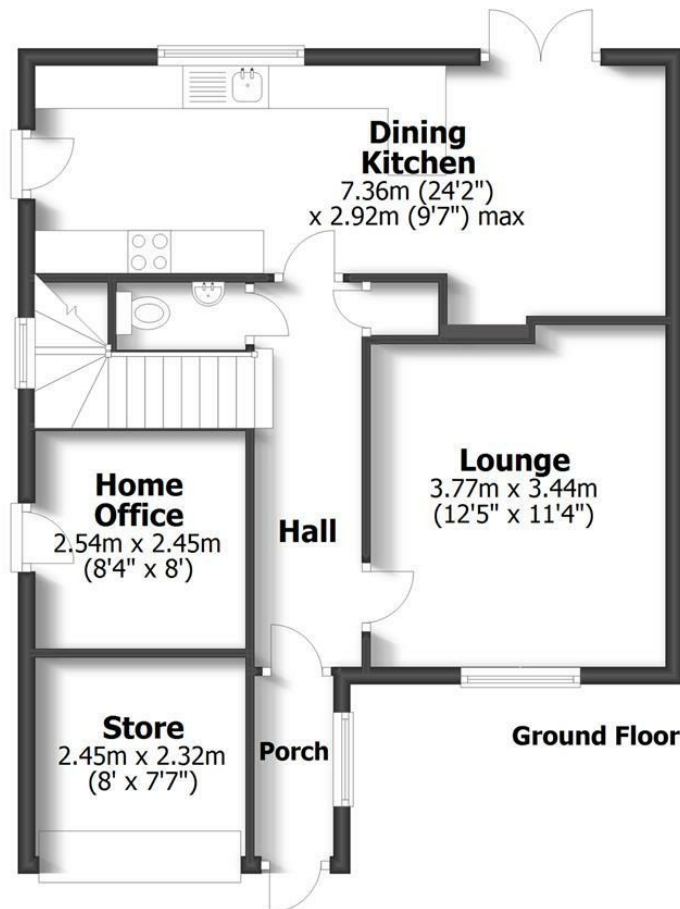 Dining
Kitchen
7.36m (24'2")
x 2.92m (9'7") max
Lounge
3.77m x 3.44m
(12'5" x 11'4")
Home
Office
2.54m x 2.45m
(8'4" x 8')
Hall
Store
2.45m x 2.32m
(8' x 7'7")
Porch
Ground Floor